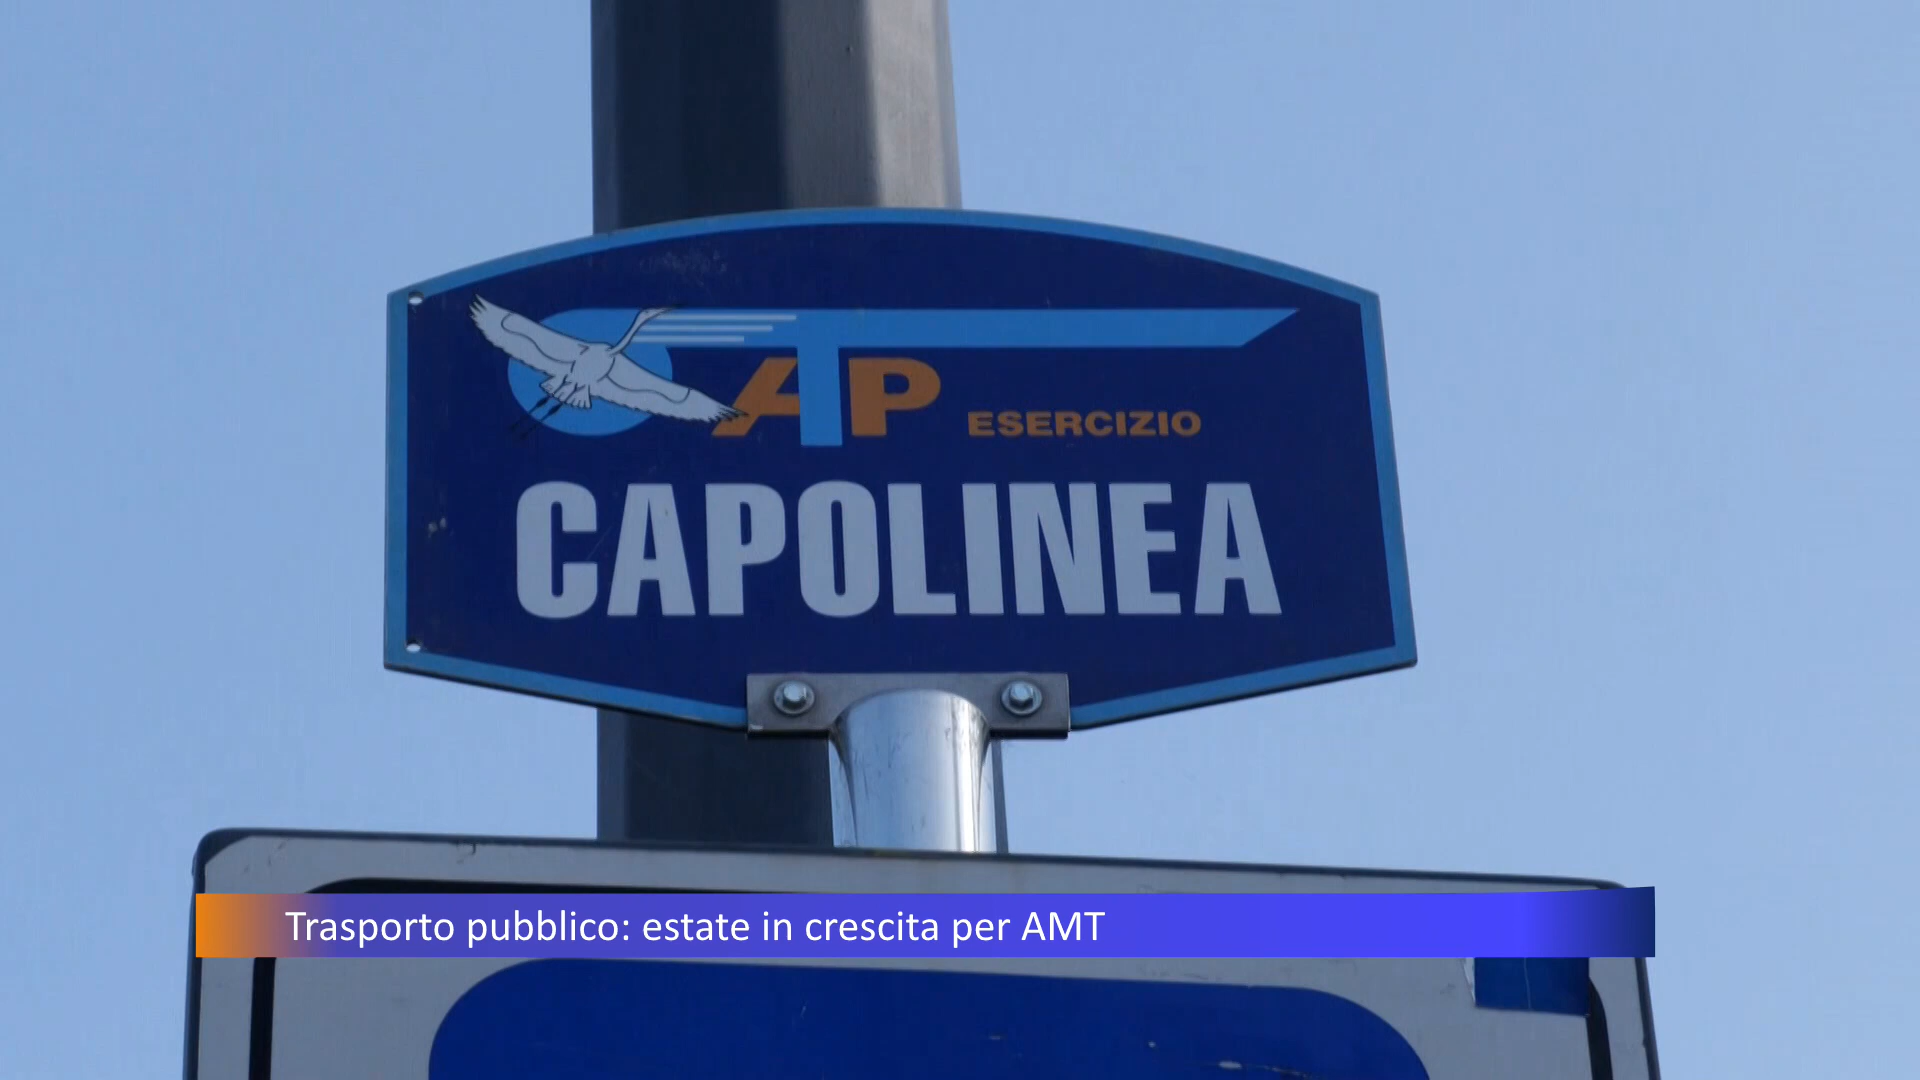 ATP ESERCIZIO
CAPOLINEA
Trasporto pubblico: estate in crescita per AMT